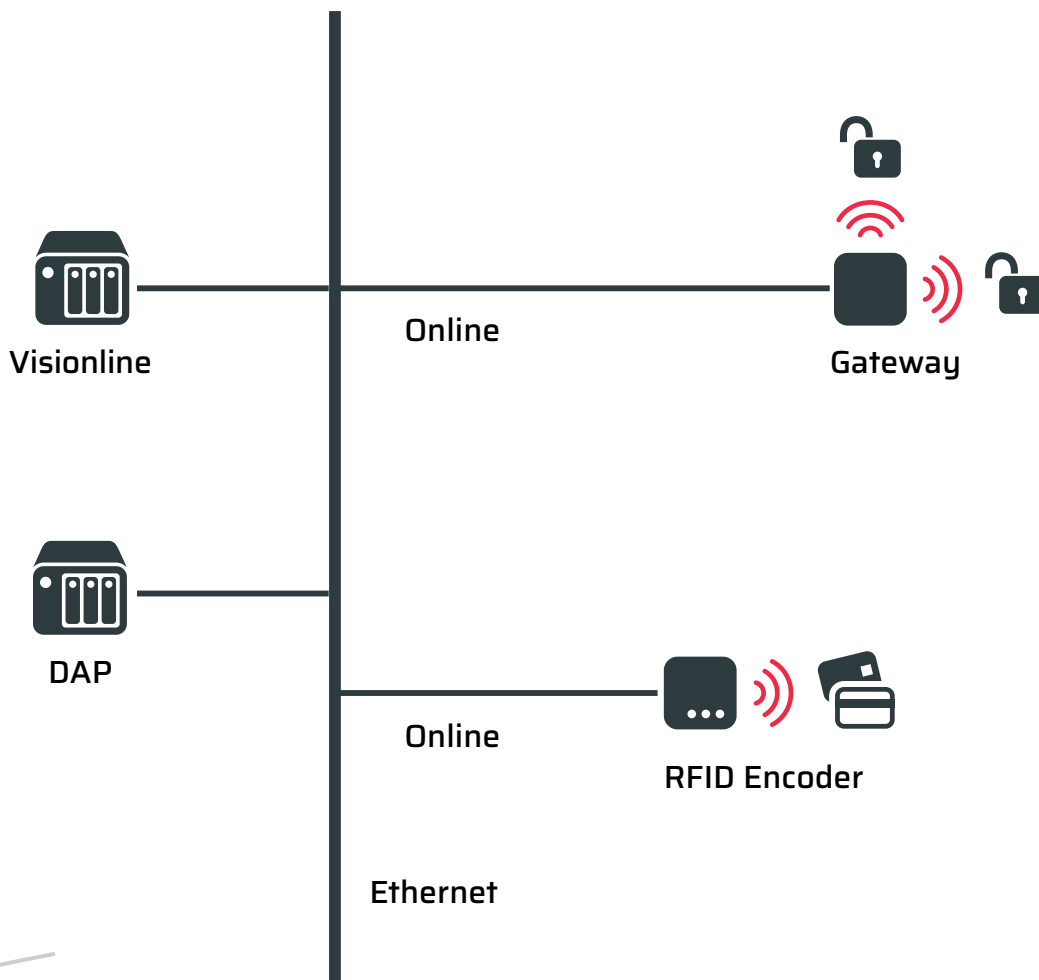 Online
Visionline
Gateway
DAP
Online
RFID Encoder
Ethernet